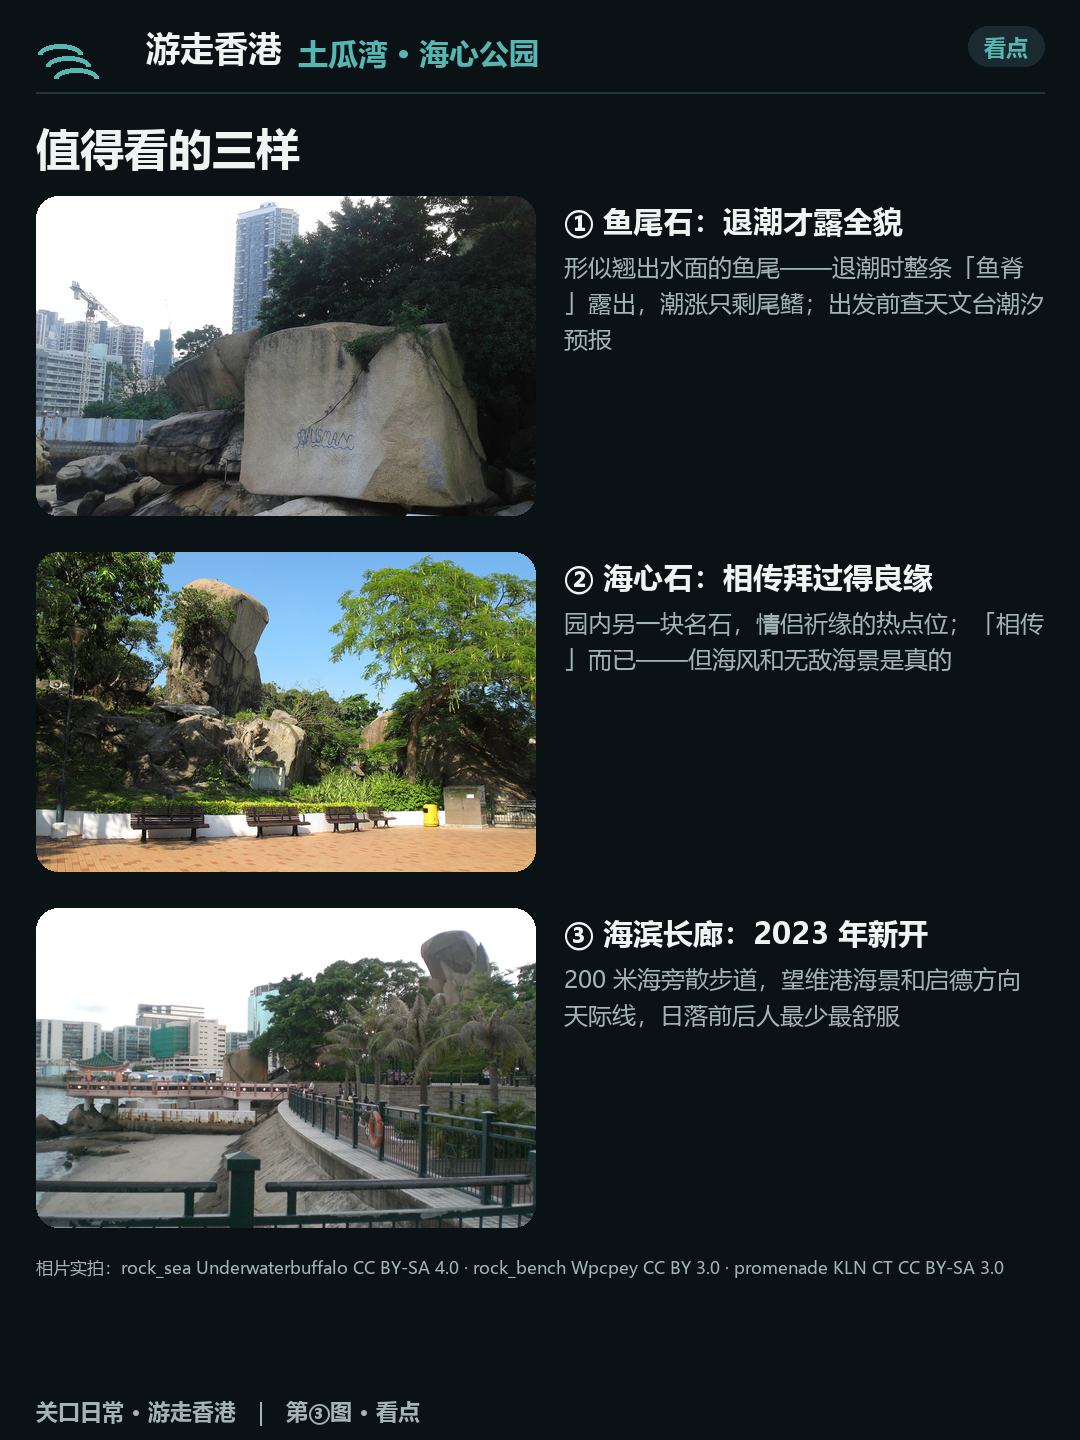 游走香港 土瓜湾·海心公园
看点
值得看的三样
① 鱼尾石：退潮才露全貌
形似翘出水面的鱼尾——退潮时整条「鱼脊
」露出，潮涨只剩尾鳍；出发前查天文台潮汐
预报
② 海心石：相传拜过得良缘
园内另一块名石，情侣祈缘的热点位；「相传
」而已——但海风和无敌海景是真的
③ 海滨长廊：2023 年新开
200 米海旁散步道，望维港海景和启德方向
天际线，日落前后人最少最舒服
相片实拍：rock_sea Underwaterbuffalo CC BY-SA 4.0 · rock_bench Wpcpey CC BY 3.0 · promenade KLN CT CC BY-SA 3.0
关口日常·游走香港 ｜ 第③图·看点